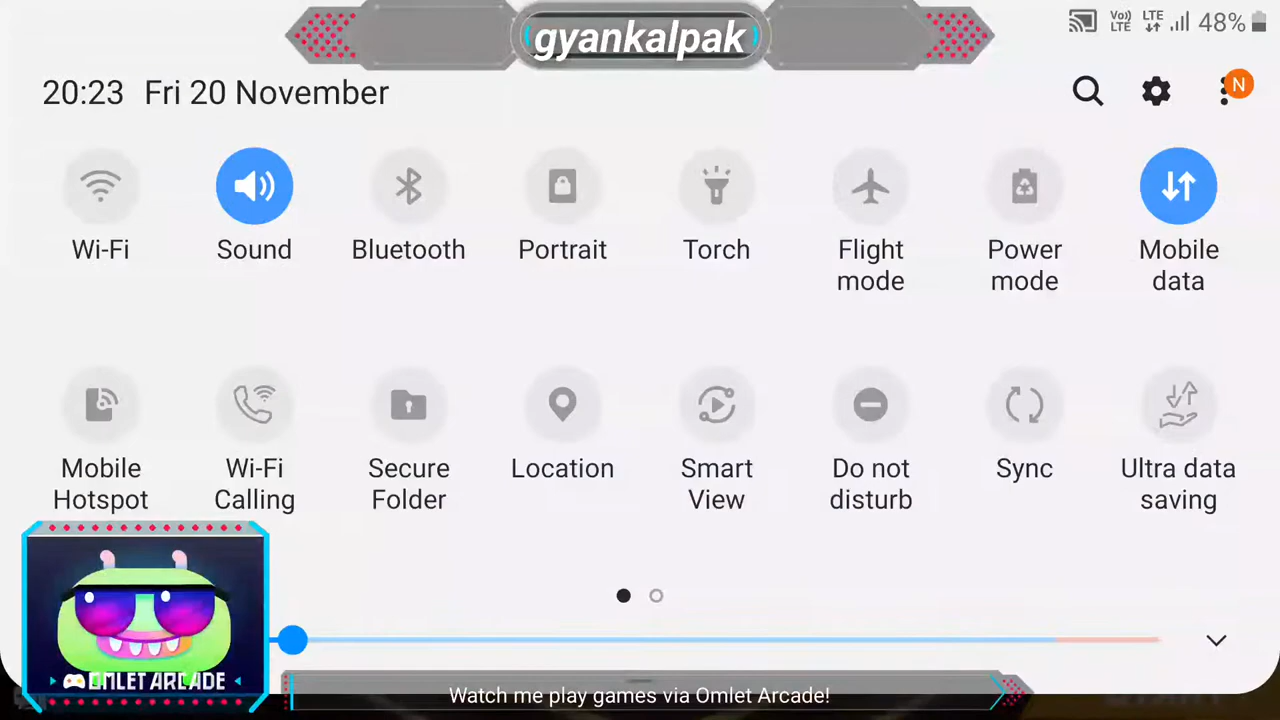 gyankalpak
Vo) LTE LTE 48%
20:23 Fri 20 November
N
Wi-Fi Sound Bluetooth Portrait Torch Flight mode Power mode Mobile data
Mobile Hotspot Wi-Fi Calling Secure Folder Location Smart View Do not disturb Sync Ultra data saving
OMLET ARCADE
Watch me play games via Omlet Arcade!